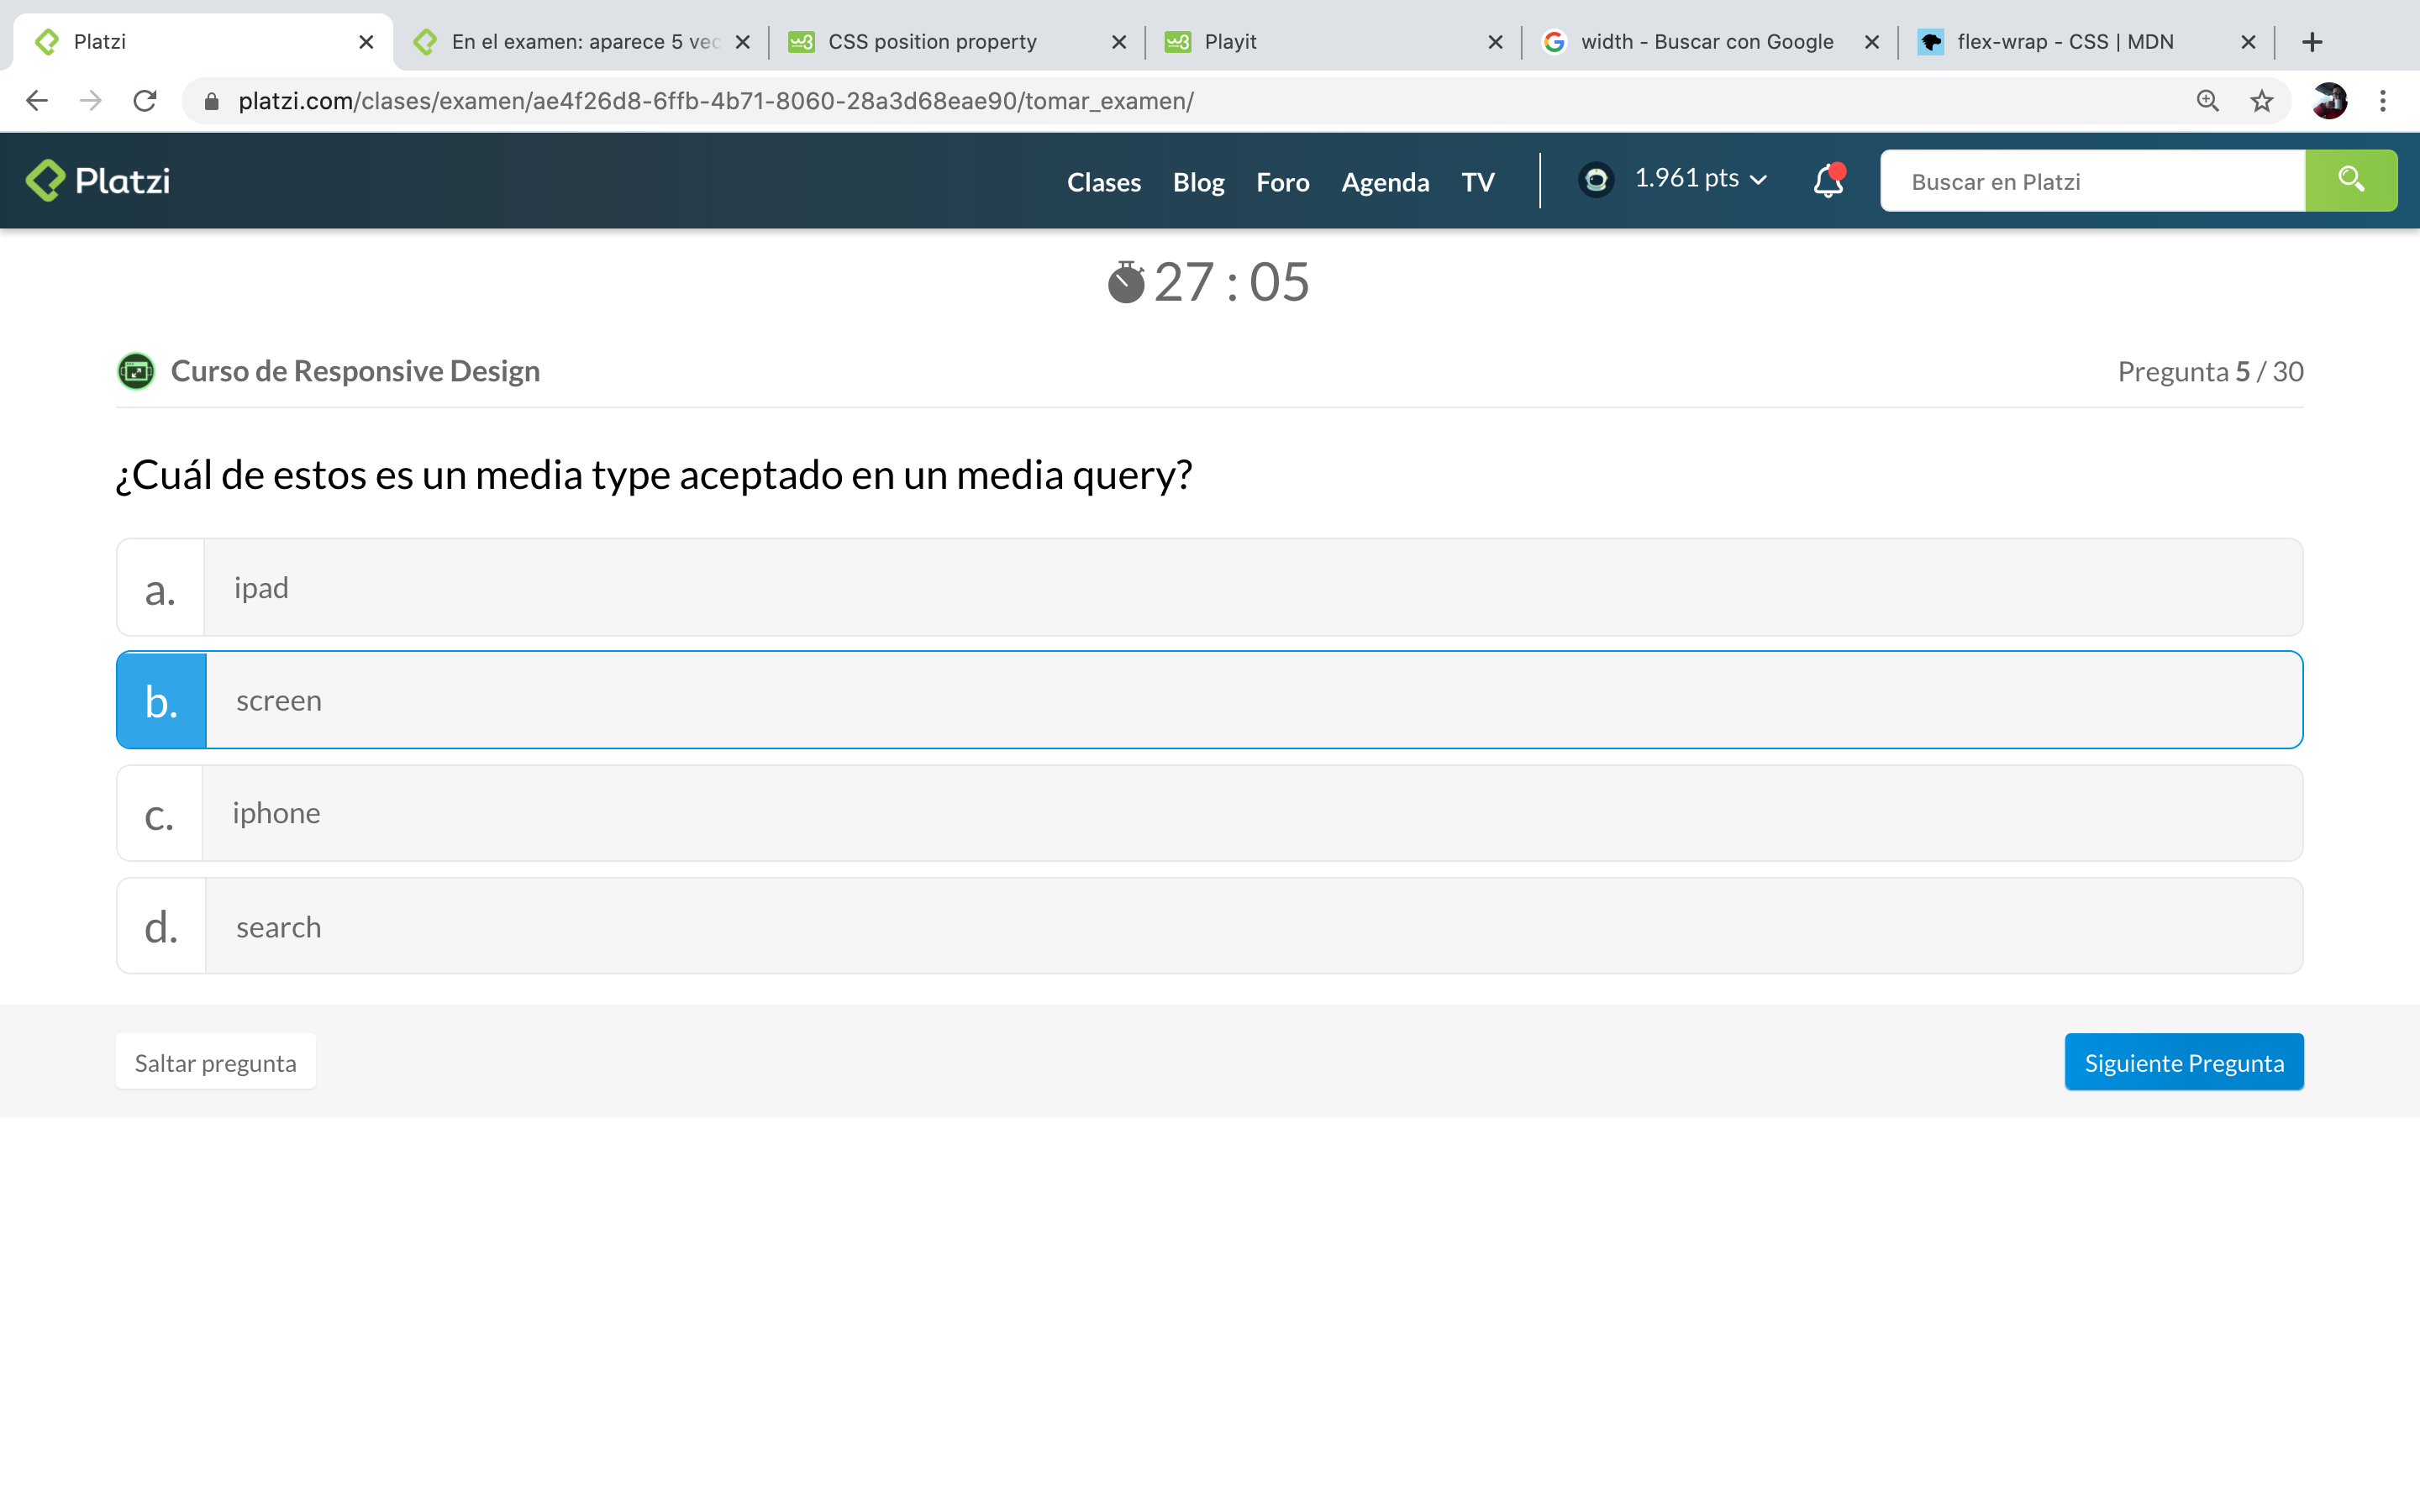 Platzi
En el examen: aparece 5 vec
CSS position property
Playit
width - Buscar con Google
flex-wrap - CSS | MDN
platzi.com/clases/examen/ae4f26d8-6ffb-4b71-8060-28a3d68eae90/tomar_examen/
Platzi
Clases
Blog
Foro
Agenda
TV
1.961 pts
Buscar en Platzi
27 : 05
Curso de Responsive Design
Pregunta 5 / 30
¿Cuál de estos es un media type aceptado en un media query?
a. ipad
b. screen
c. iphone
d. search
Saltar pregunta
Siguiente Pregunta